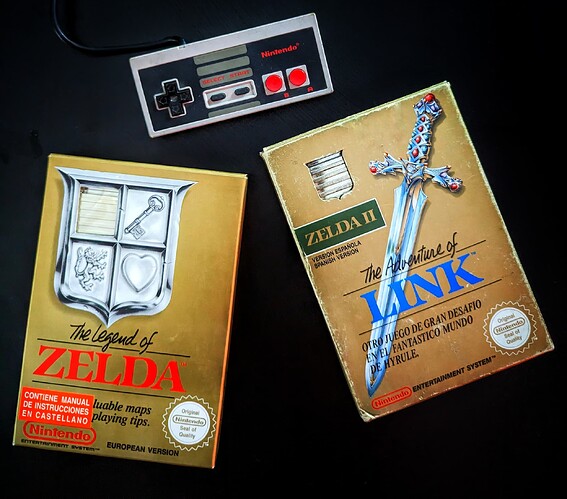 Nintendo®
SELECT START
B A
The Legend of
ZELDA
CONTIENE MANUAL
DE INSTRUCCIONES
EN CASTELLANO
luable maps
playing tips.
Nintendo
ENTERTAINMENT SYSTEM™
EUROPEAN VERSION
Original
Nintendo
Seal of
Quality
ZELDA II
VERSION ESPAÑOLA
SPANISH VERSION
The Adventure of
LINK
OTRO JUEGO DE GRAN DESAFIO
EN EL FANTASTICO MUNDO
DE HYRULE.
Nintendo ENTERTAINMENT SYSTEM™
Original
Nintendo
Seal of
Quality